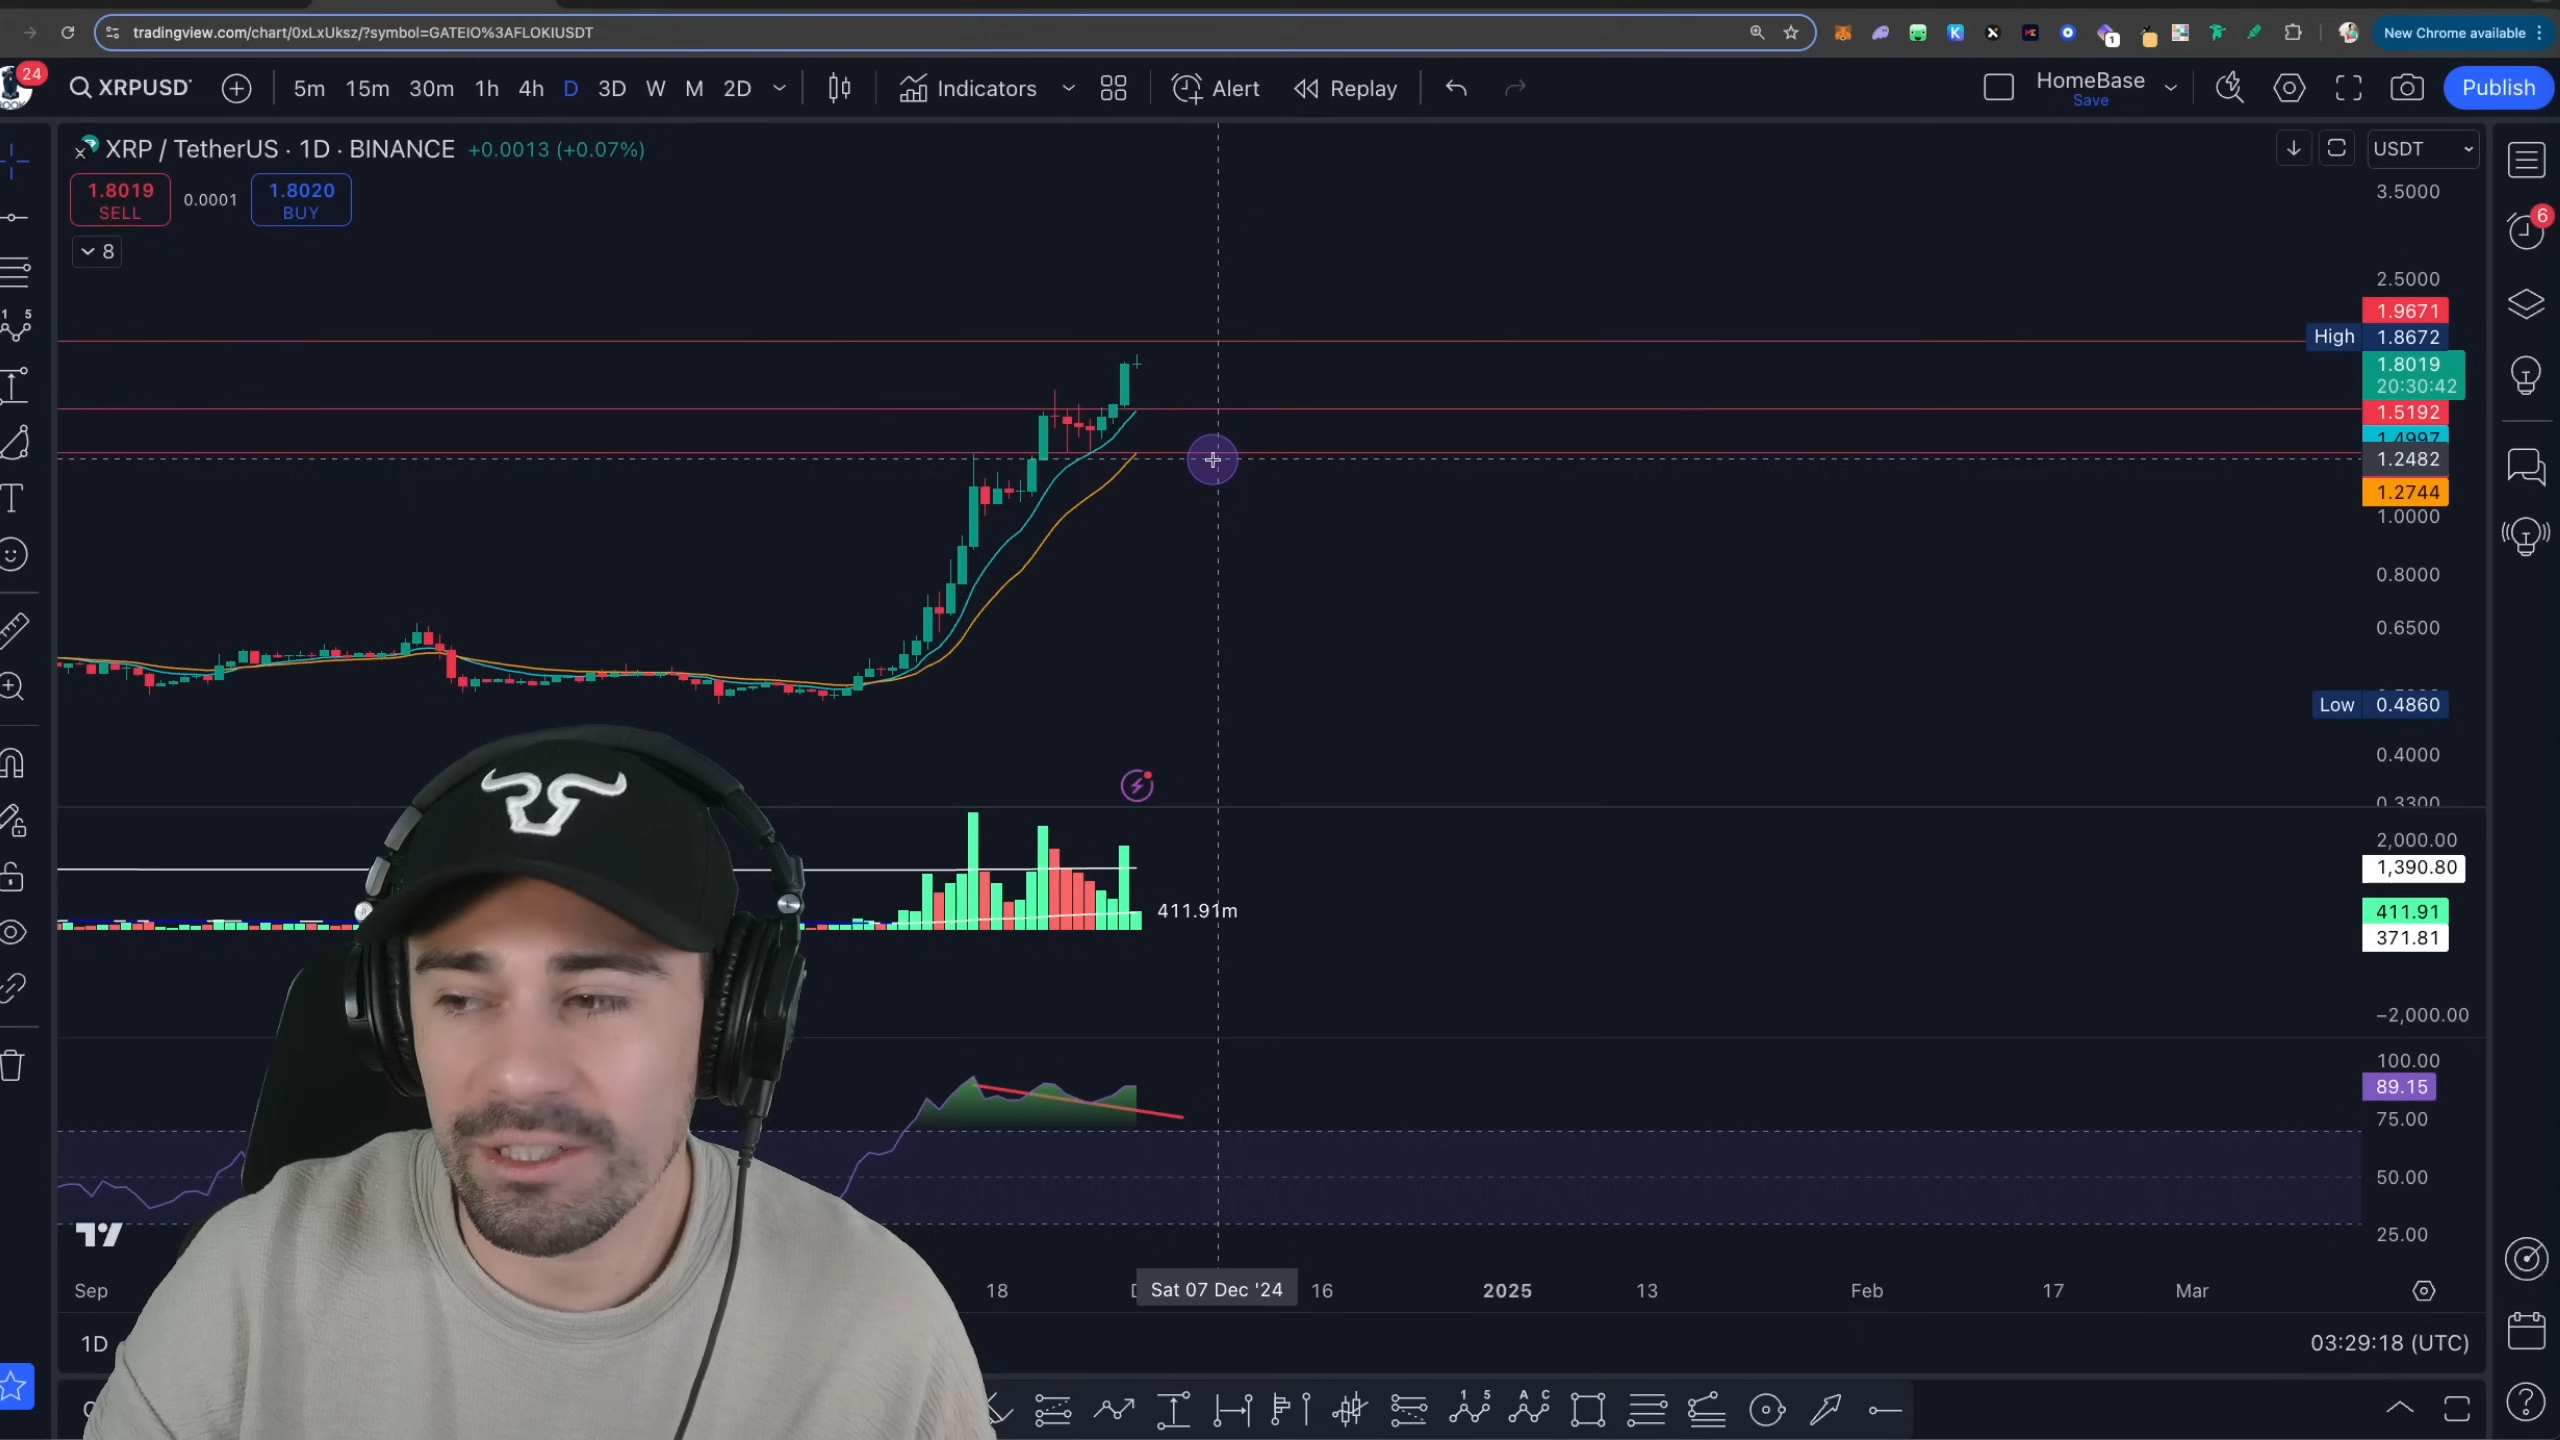 tradingview.com/chart/0xLxUksz/?symbol=GATEIO%3AFLOKIUSDT
New Chrome available
24
XRPUSDT
5m 15m 30m 1h 4h D 3D W M 2D
Indicators
Alert
Replay
HomeBase
Save
Publish
XRP / TetherUS · 1D · BINANCE +0.0013 (+0.07%)
USDT
1.8019
SELL
0.0001
1.8020
BUY
8
6
3.5000
2.5000
1.9671
High 1.8672
1.8019
20:30:42
1.5192
1.4997
1.2482
1.2744
1.0000
0.8000
0.6500
Low 0.4860
0.4000
0.3300
2,000.00
1,390.80
411.91m
411.91
371.81
−2,000.00
100.00
89.15
75.00
50.00
25.00
Sep 18 Sat 07 Dec '24 16 2025 13 Feb 17 Mar
1D
03:29:18 (UTC)